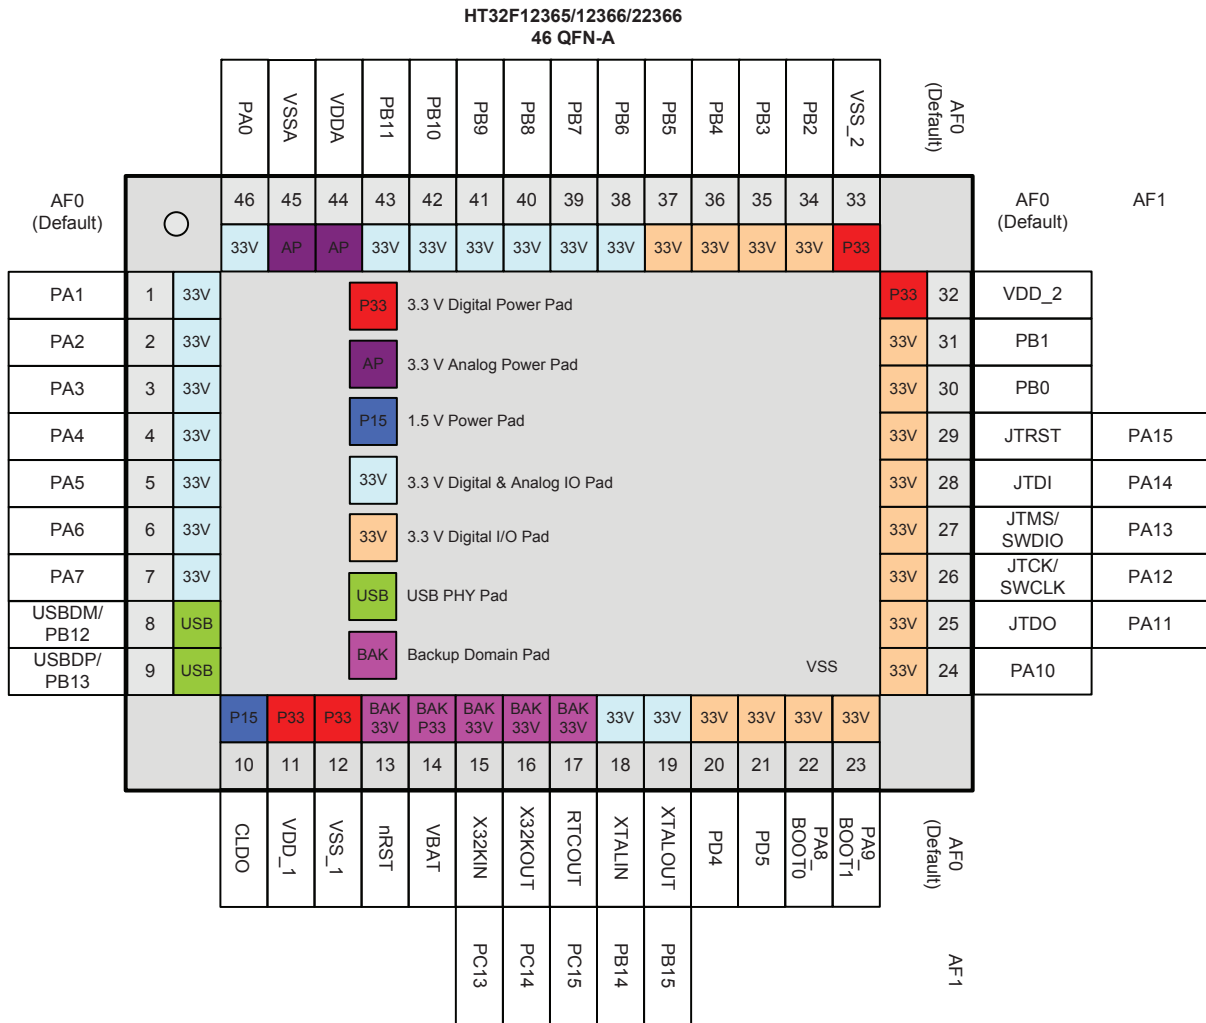 HT32F12365/12366/22366
46 QFN-A
PA0 VSSA VDDA PB11 PB10 PB9 PB8 PB7 PB6 PB5 PB4 PB3 PB2 VSS_2
AF0
(Default)
AF0
(Default)
46 45 44 43 42 41 40 39 38 37 36 35 34 33
33V AP AP 33V 33V 33V 33V 33V 33V 33V 33V 33V 33V P33
AF0
(Default)
AF1
PA1 1 33V
PA2 2 33V
PA3 3 33V
PA4 4 33V
PA5 5 33V
PA6 6 33V
PA7 7 33V
USBDM/
PB12
8 USB
USBDP/
PB13
9 USB
P33 3.3 V Digital Power Pad
AP 3.3 V Analog Power Pad
P15 1.5 V Power Pad
33V 3.3 V Digital & Analog IO Pad
33V 3.3 V Digital I/O Pad
USB USB PHY Pad
BAK Backup Domain Pad
VSS
P33 32 VDD_2
33V 31 PB1
33V 30 PB0
33V 29 JTRST PA15
33V 28 JTDI PA14
33V 27 JTMS/
SWDIO
PA13
33V 26 JTCK/
SWCLK
PA12
33V 25 JTDO PA11
33V 24 PA10
P15 P33 P33 BAK
33V
BAK
P33
BAK
33V
BAK
33V
BAK
33V
33V 33V 33V 33V 33V 33V
10 11 12 13 14 15 16 17 18 19 20 21 22 23
CLDO VDD_1 VSS_1 nRST VBAT X32KIN X32KOUT RTCOUT XTALIN XTALOUT PD4 PD5
PA8_
BOOT0
PA9_
BOOT1
AF0
(Default)
PC13 PC14 PC15 PB14 PB15
AF1